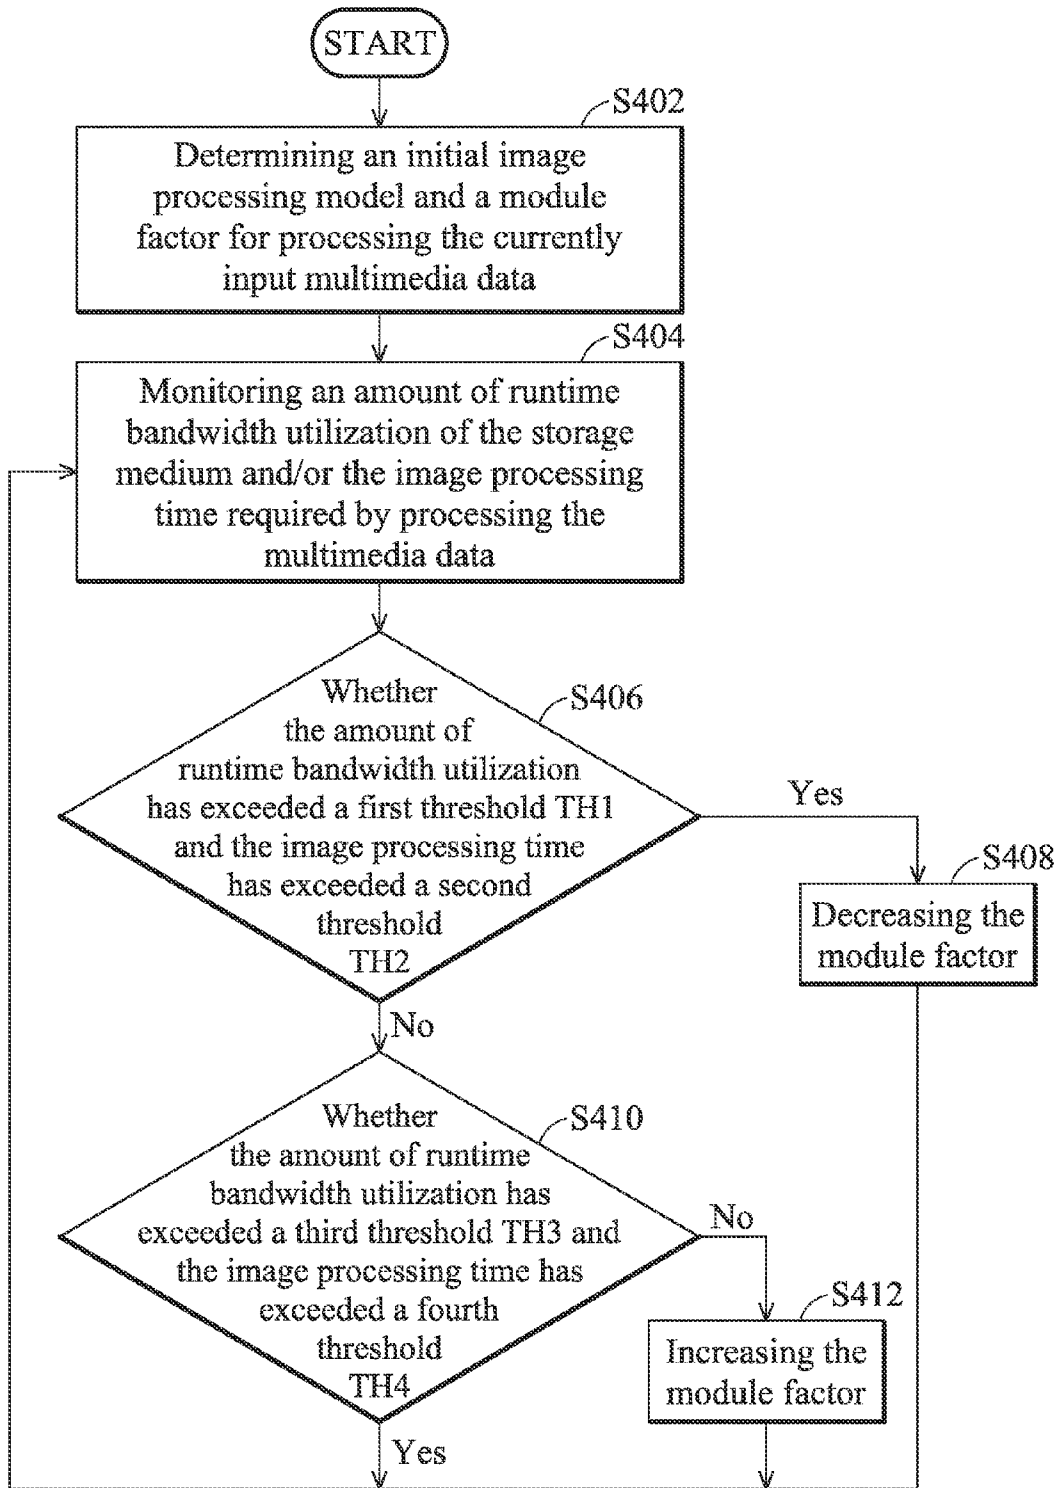 START
S402
Determining an initial image
processing model and a module
factor for processing the currently
input multimedia data
S404
Monitoring an amount of runtime
bandwidth utilization of the storage
medium and/or the image processing
time required by processing the
multimedia data
S406
Whether
the amount of
runtime bandwidth utilization
has exceeded a first threshold TH1
and the image processing time
has exceeded a second
threshold
TH2
Yes
S408
Decreasing the
module factor
No
S410
Whether
the amount of runtime
bandwidth utilization has
exceeded a third threshold TH3 and
the image processing time has
exceeded a fourth
threshold
TH4
No
S412
Increasing the
module factor
Yes